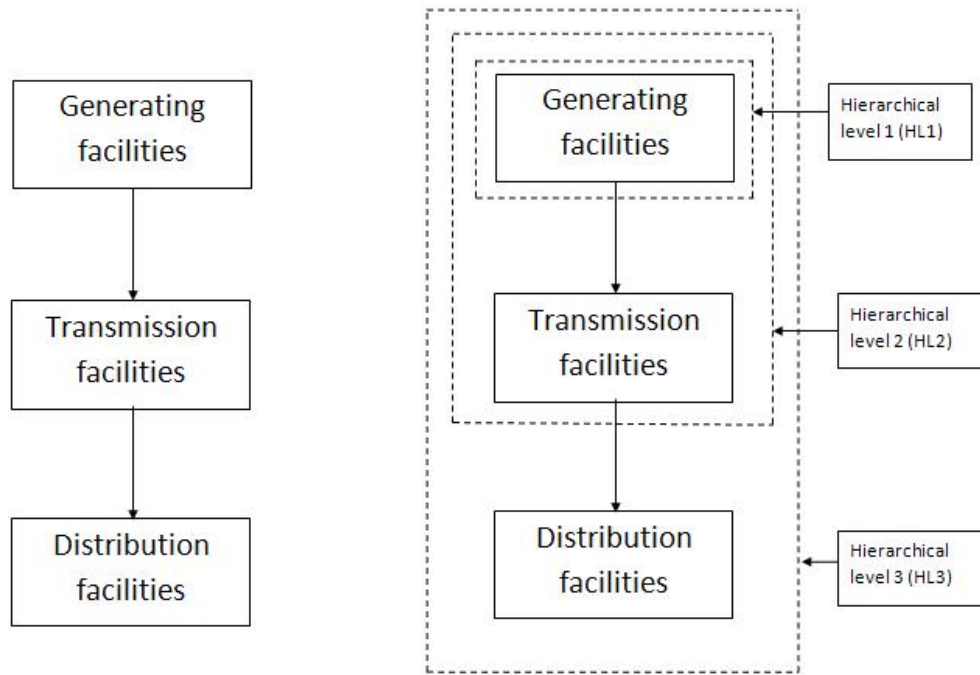 Generating
facilities
Transmission
facilities
Distribution
facilities
Generating
facilities
Transmission
facilities
Distribution
facilities
Hierarchical
level 1 (HL1)
Hierarchical
level 2 (HL2)
Hierarchical
level 3 (HL3)